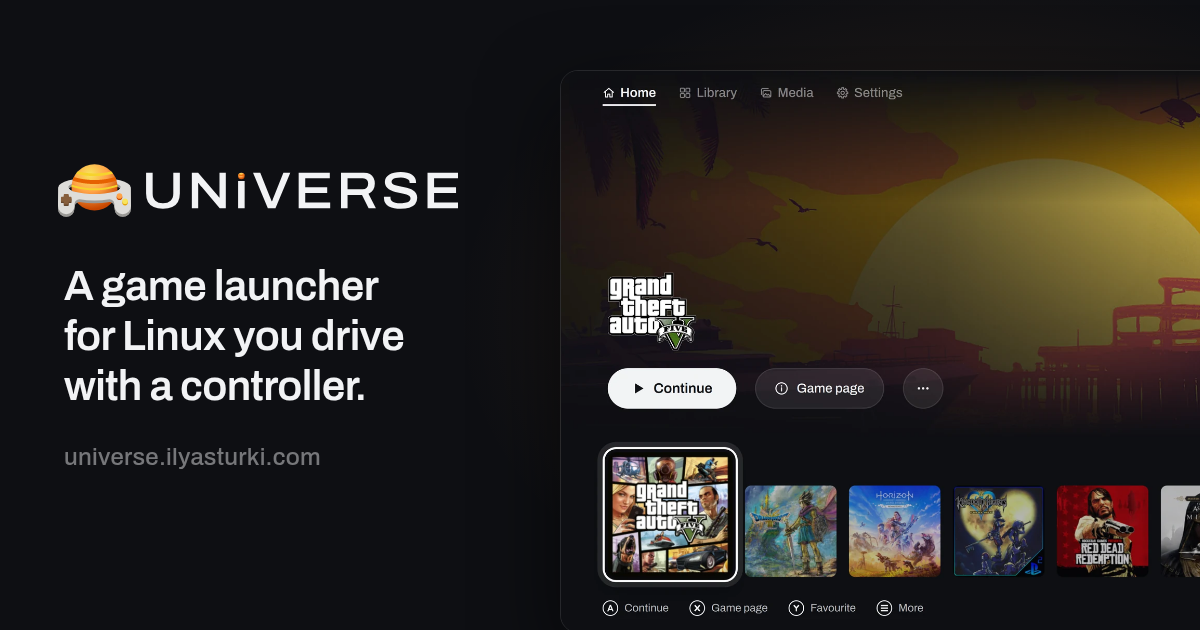 Home
Library
Media
Settings
UNiVERSE
A game launcher
for Linux you drive
with a controller.
universe.ilyasturki.com
grand
theft
auto
FIVE
Continue
Game page
grand
theft
auto
HORIZON
RED DEAD
REDEMPTION
A Continue
X Game page
Y Favourite
More